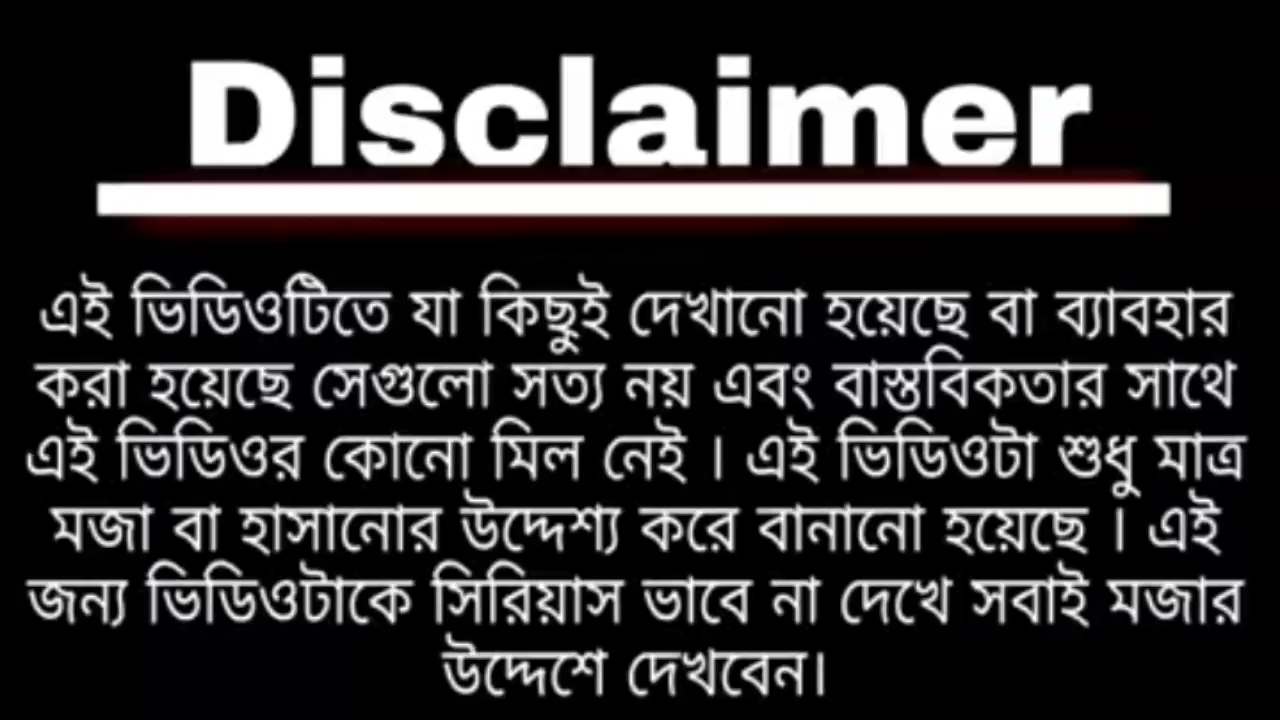 Disclaimer
এই ভিডিওটিতে যা কিছুই দেখানো হয়েছে বা ব্যাবহার
করা হয়েছে সেগুলো সত্য নয় এবং বাস্তবিকতার সাথে
এই ভিডিওর কোনো মিল নেই । এই ভিডিওটা শুধু মাত্র
মজা বা হাসানোর উদ্দেশ্য করে বানানো হয়েছে । এই
জন্য ভিডিওটাকে সিরিয়াস ভাবে না দেখে সবাই মজার
উদ্দেশে দেখবেন।